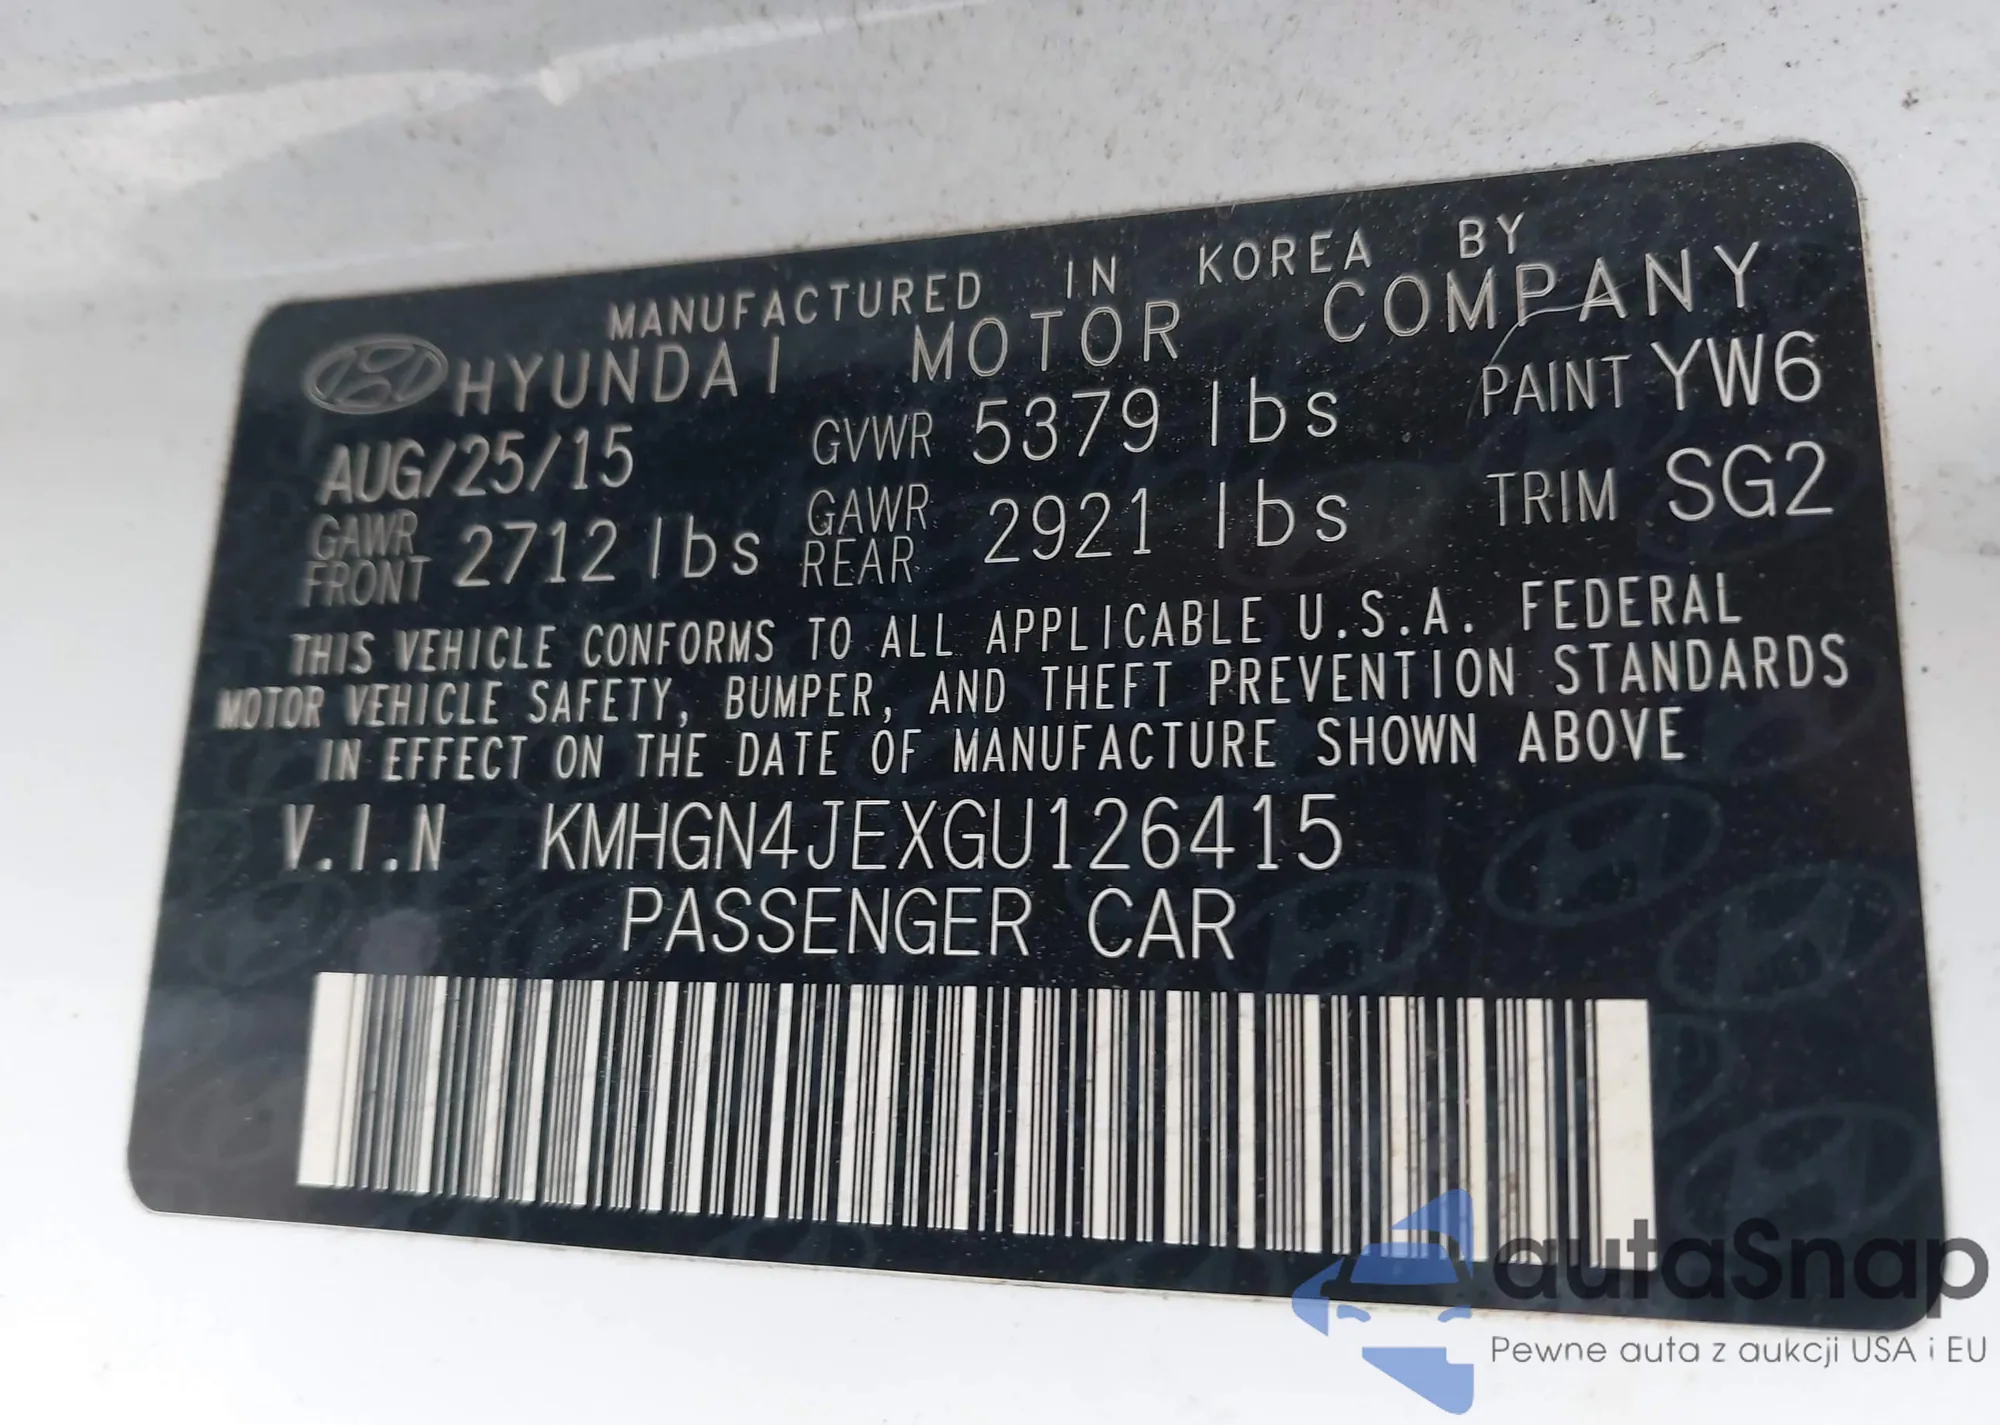 MANUFACTURED IN KOREA BY
HYUNDAI MOTOR COMPANY
AUG/25/15 GVWR 5379 lbs PAINT YW6
GAWR FRONT 2712 lbs GAWR REAR 2921 lbs TRIM SG2
THIS VEHICLE CONFORMS TO ALL APPLICABLE U.S.A. FEDERAL
MOTOR VEHICLE SAFETY, BUMPER, AND THEFT PREVENTION STANDARDS
IN EFFECT ON THE DATE OF MANUFACTURE SHOWN ABOVE
V.I.N KMHGN4JEXGU126415
PASSENGER CAR
autaSnap
Pewne auta z aukcji USA i EU